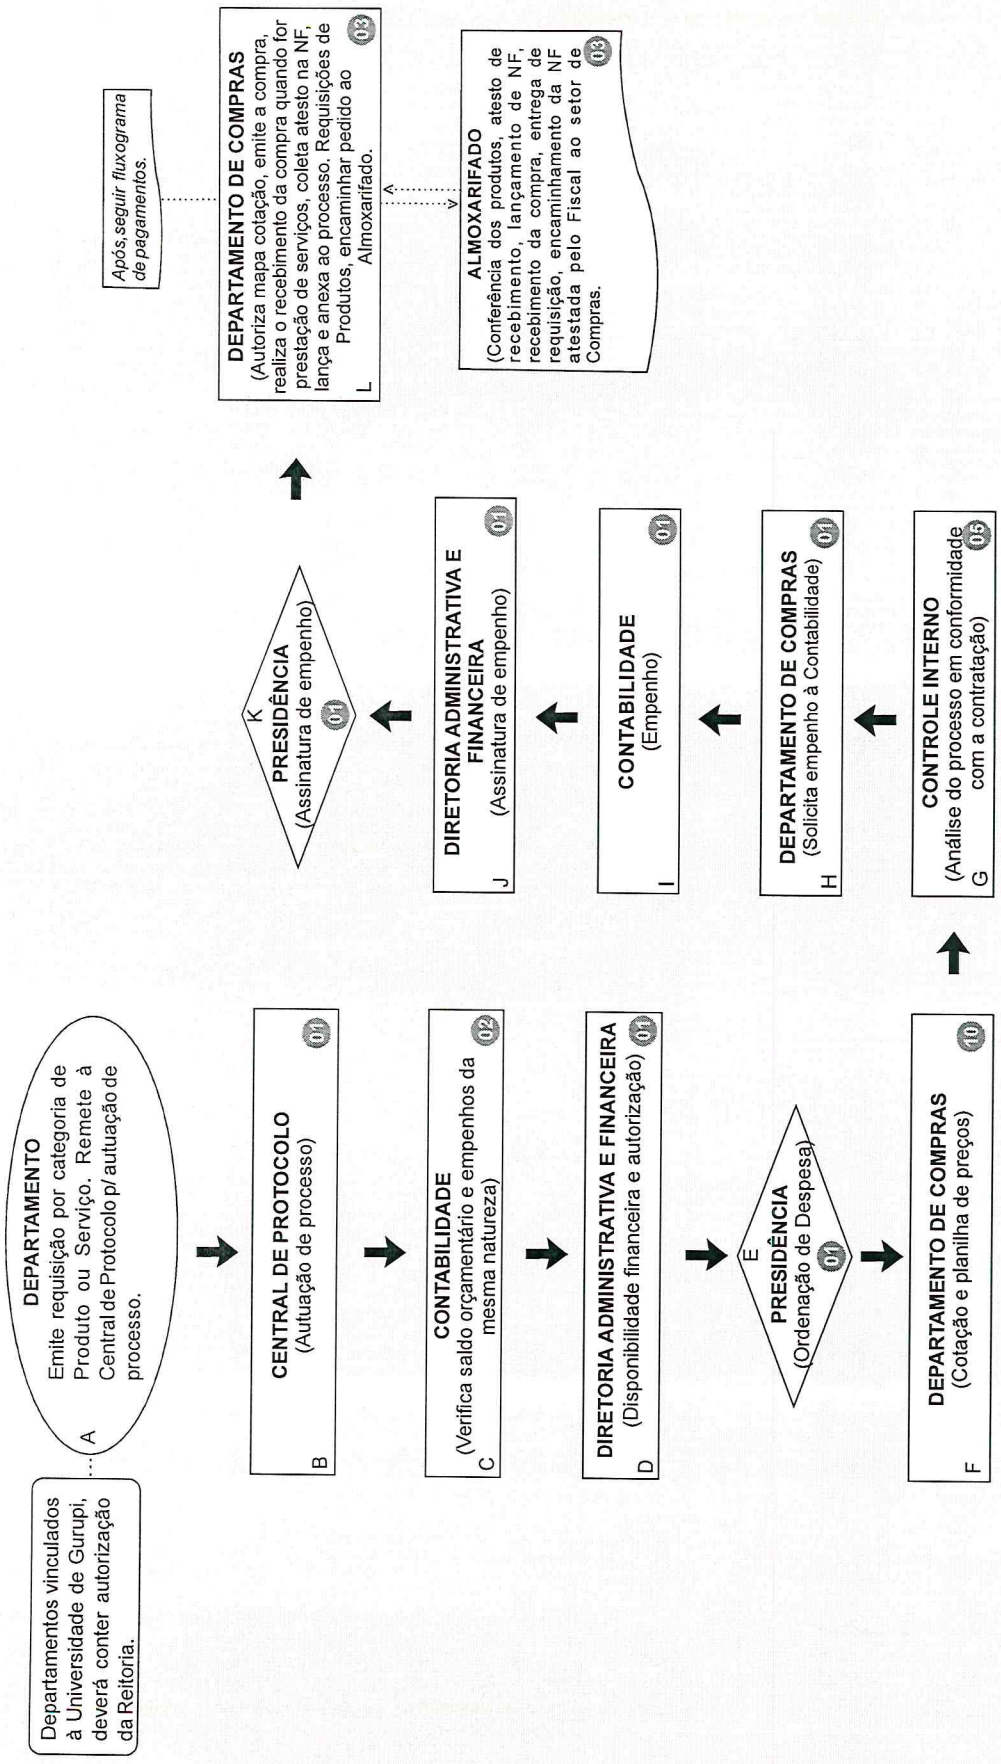 Departamentos vinculados
à Universidade de Gurupi,
deverá conter autorização
da Reitoria.
A
DEPARTAMENTO
Emite requisição por categoria de
Produto ou Serviço. Remete à
Central de Protocolo p/ autuação de
processo.
CENTRAL DE PROTOCOLO
(Autuação de processo)
B
01
CONTABILIDADE
(Verifica saldo orçamentário e empenhos da
mesma natureza)
C
02
DIRETORIA ADMINISTRATIVA E FINANCEIRA
(Disponibilidade financeira e autorização)
D
01
E
PRESIDÊNCIA
(Ordenação de Despesa)
01
DEPARTAMENTO DE COMPRAS
(Cotação e planilha de preços)
F
10
CONTROLE INTERNO
(Análise do processo em conformidade
com a contratação)
G
05
DEPARTAMENTO DE COMPRAS
(Solicita empenho à Contabilidade)
H
01
CONTABILIDADE
(Empenho)
I
01
DIRETORIA ADMINISTRATIVA E
FINANCEIRA
(Assinatura de empenho)
J
01
K
PRESIDÊNCIA
(Assinatura de empenho)
01
DEPARTAMENTO DE COMPRAS
(Autoriza mapa cotação, emite a compra,
realiza o recebimento da compra quando for
prestação de serviços, coleta atesto na NF,
lança e anexa ao processo. Requisições de
Produtos, encaminhar pedido ao
Almoxarifado.
L
03
Após,seguir fluxograma
de pagamentos.
ALMOXARIFADO
(Conferência dos produtos, atesto de
recebimento, lançamento de NF,
recebimento da compra, entrega de
requisição, encaminhamento da NF
atestada pelo Fiscal ao setor de
Compras.
03